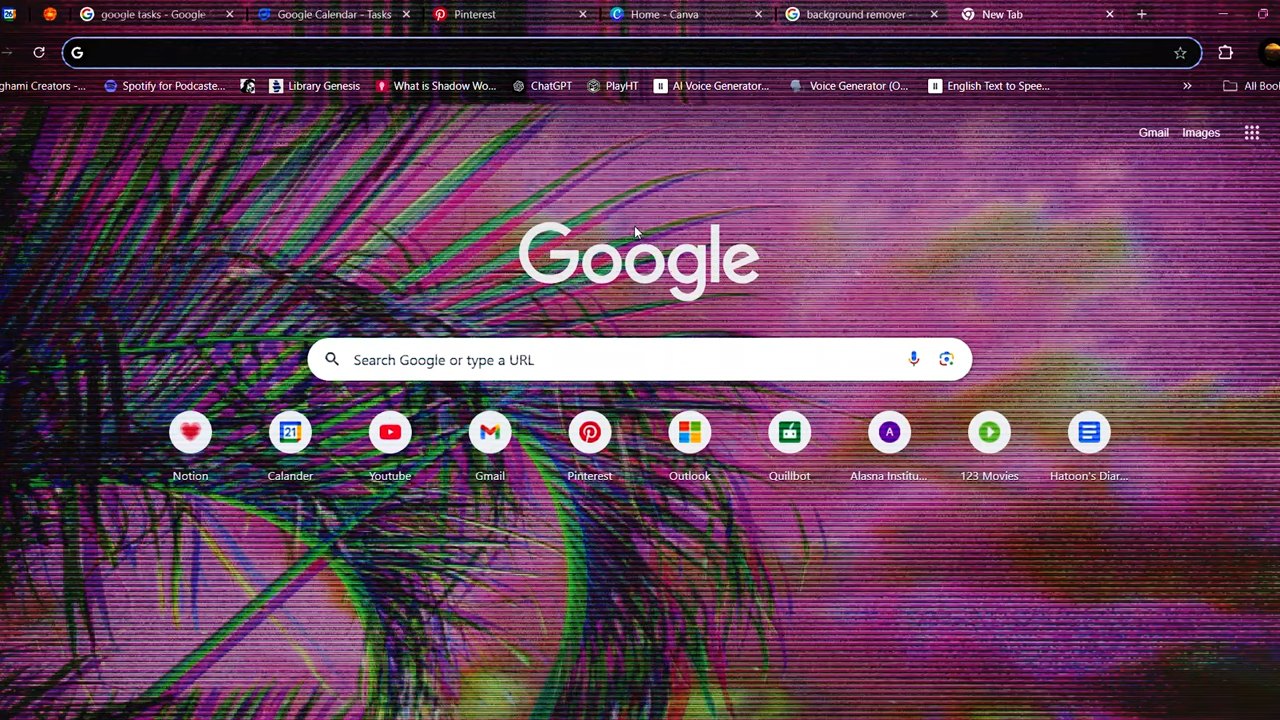 26
google tasks - Google
Google Calendar - Tasks
Pinterest
Home - Canva
background remover -
New Tab
G
ghami Creators -...
Spotify for Podcaste...
Library Genesis
What is Shadow Wo...
ChatGPT
PlayHT
AI Voice Generator...
Voice Generator (O...
English Text to Spee...
All Boo
Gmail Images
Google
Search Google or type a URL
21
A
Notion
Calander
Youtube
Gmail
Pinterest
Outlook
Quillbot
Alasna Institu...
123 Movies
Hatoon's Diar...